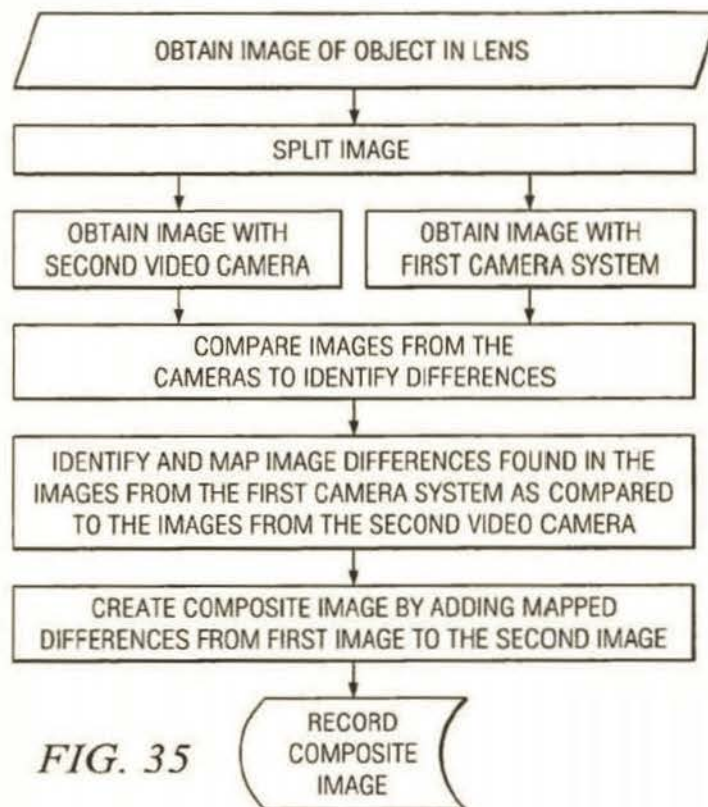 OBTAIN IMAGE OF OBJECT IN LENS
SPLIT IMAGE
OBTAIN IMAGE WITH
SECOND VIDEO CAMERA
OBTAIN IMAGE WITH
FIRST CAMERA SYSTEM
COMPARE IMAGES FROM THE
CAMERAS TO IDENTIFY DIFFERENCES
IDENTIFY AND MAP IMAGE DIFFERENCES FOUND IN THE
IMAGES FROM THE FIRST CAMERA SYSTEM AS COMPARED
TO THE IMAGES FROM THE SECOND VIDEO CAMERA
CREATE COMPOSITE IMAGE BY ADDING MAPPED
DIFFERENCES FROM FIRST IMAGE TO THE SECOND IMAGE
RECORD
COMPOSITE
IMAGE
FIG. 35